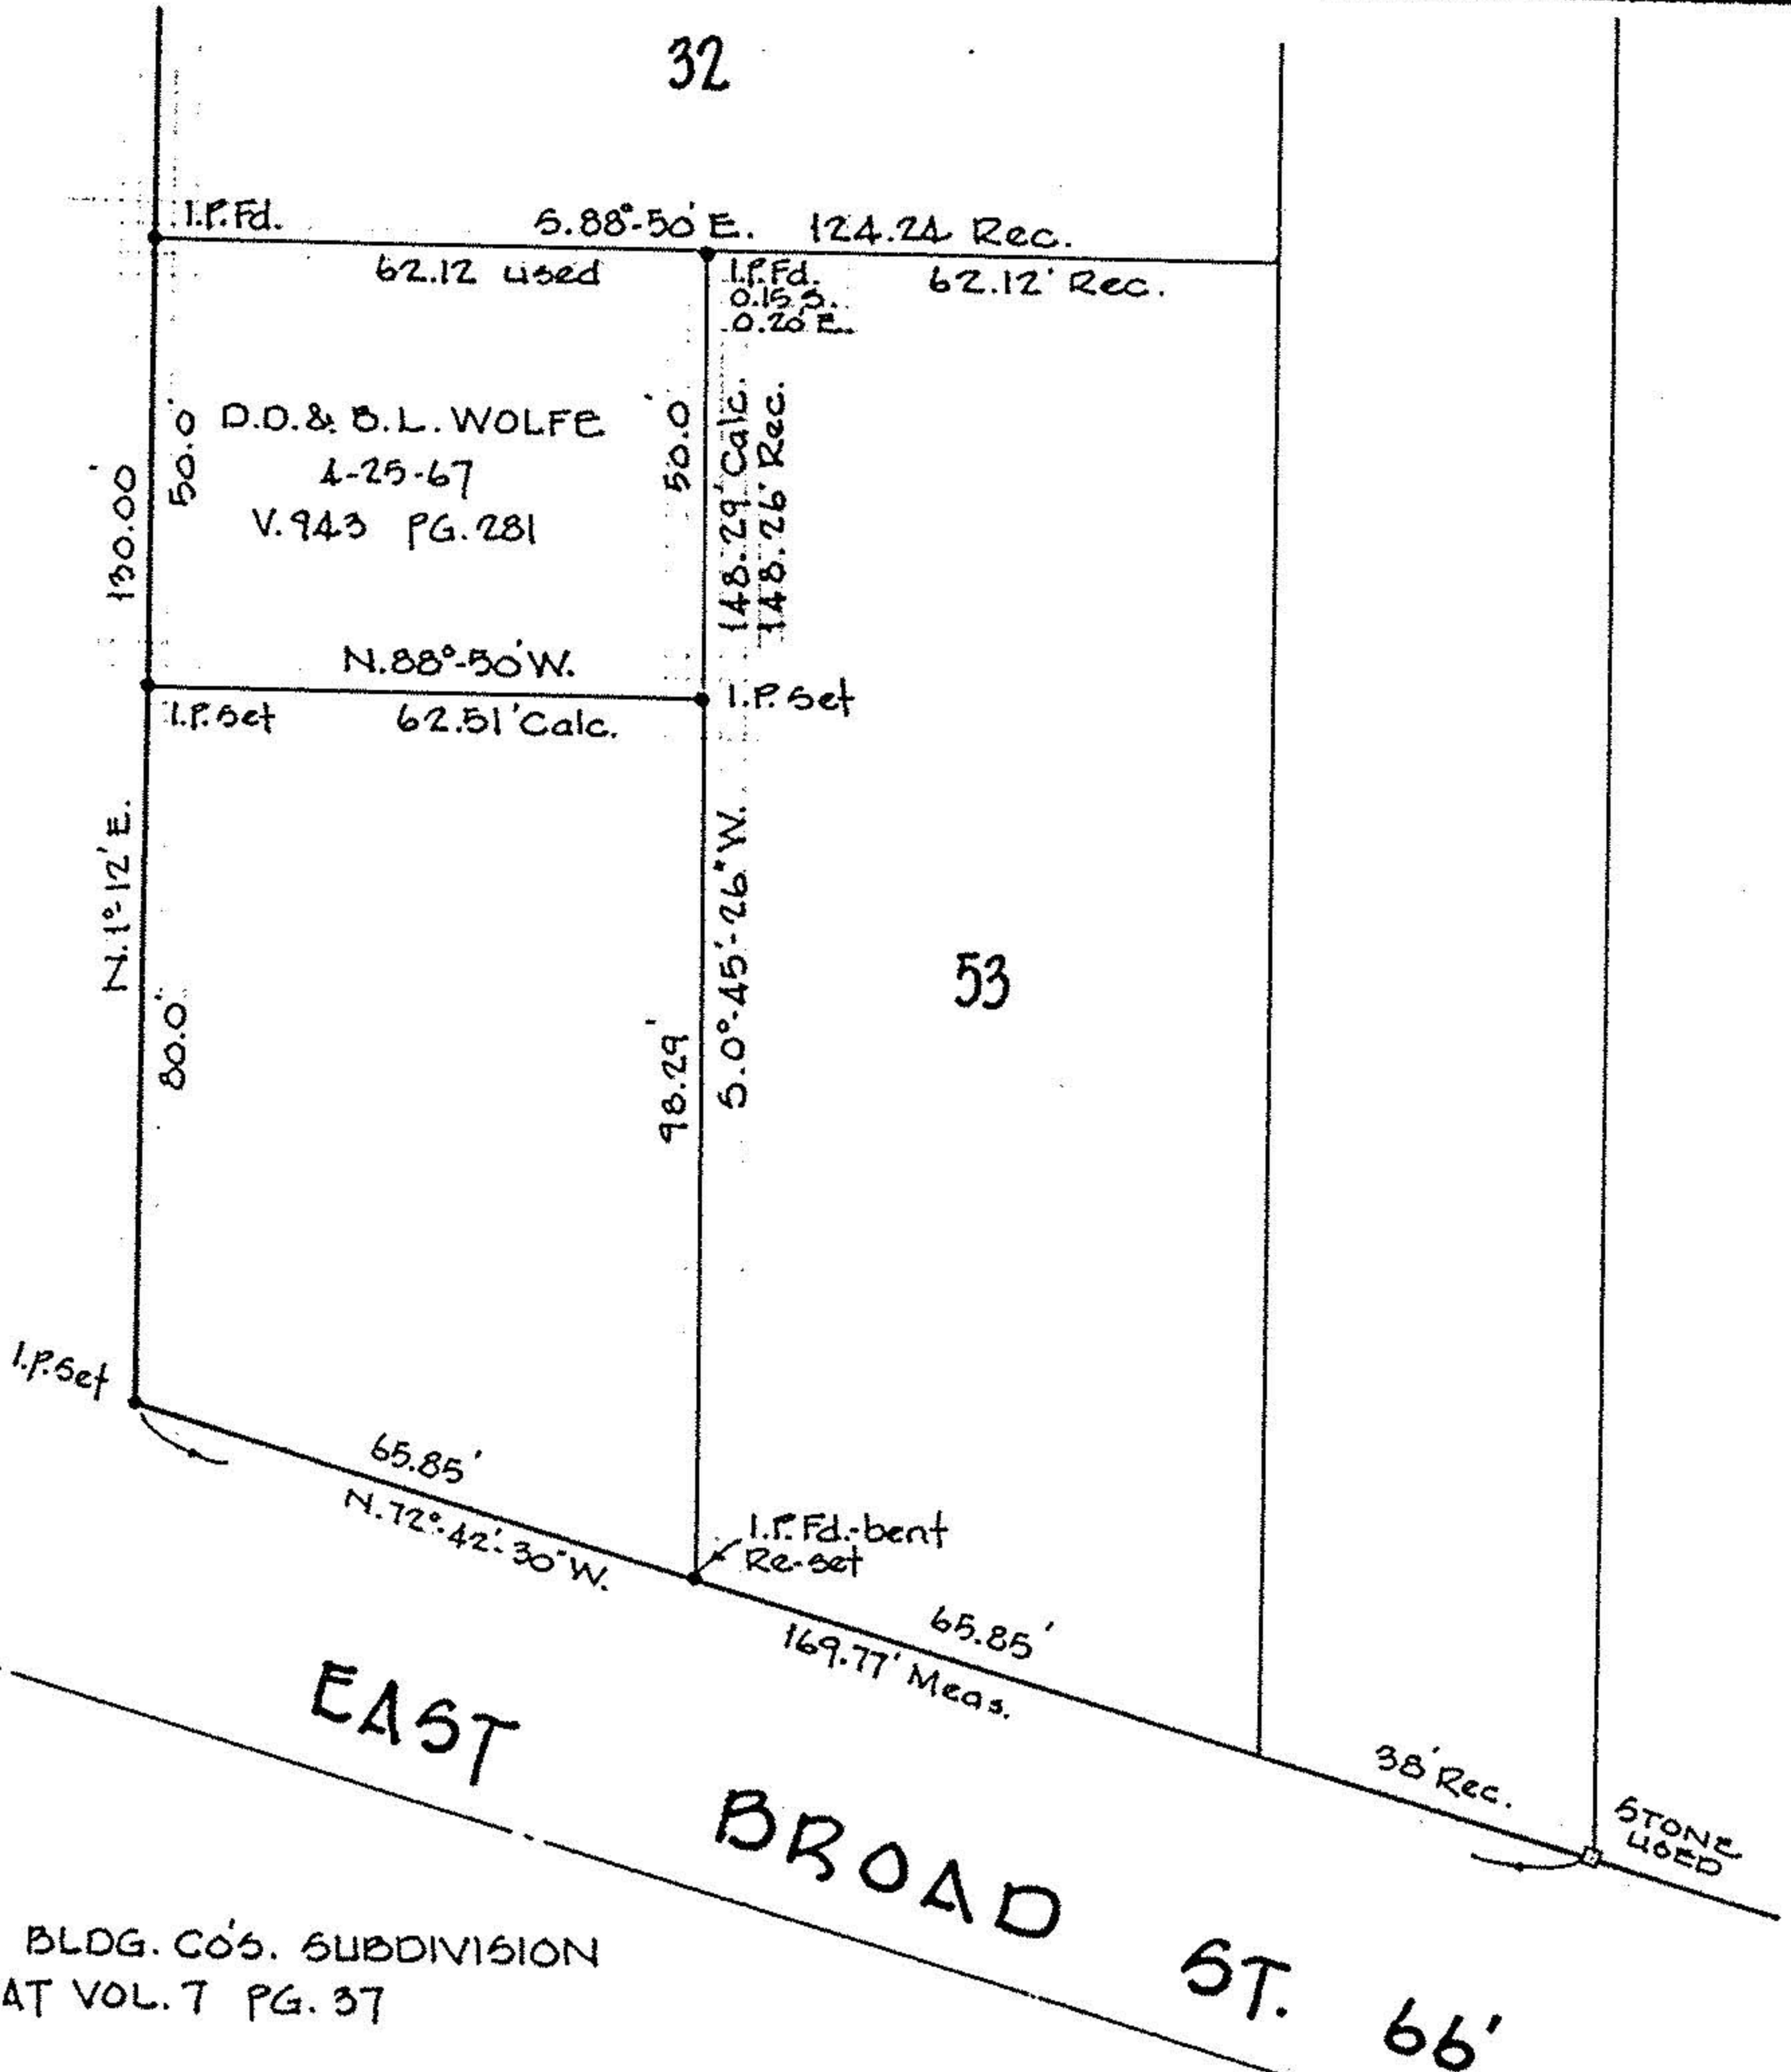 32
I.P.Fd.
S.88°-50'E. 124.24 Rec.
62.12 used
62.12' Rec.
I.P.Fd.
0.15 S.
0.20'E.
D.D. & B.L. WOLFE
4-25-67
V.943 PG.281
50.0'
50.0'
130.00'
148.29' Calc.
148.26' Rec.
N.88°-50'W.
I.P. Set
62.51' Calc.
I.P. Set
N.1°-12'E.
80.0'
98.29'
S.0°-45'-26"W.
53
I.P. Set
65.85'
N.72°-42'-30"W.
I.P.Fd.-bent
Re-set
65.85'
169.77' Meas.
38' Rec.
STONE
USED
EAST BROAD ST. 66'
BLDG. CO'S. SUBDIVISION
AT VOL.7 PG.37